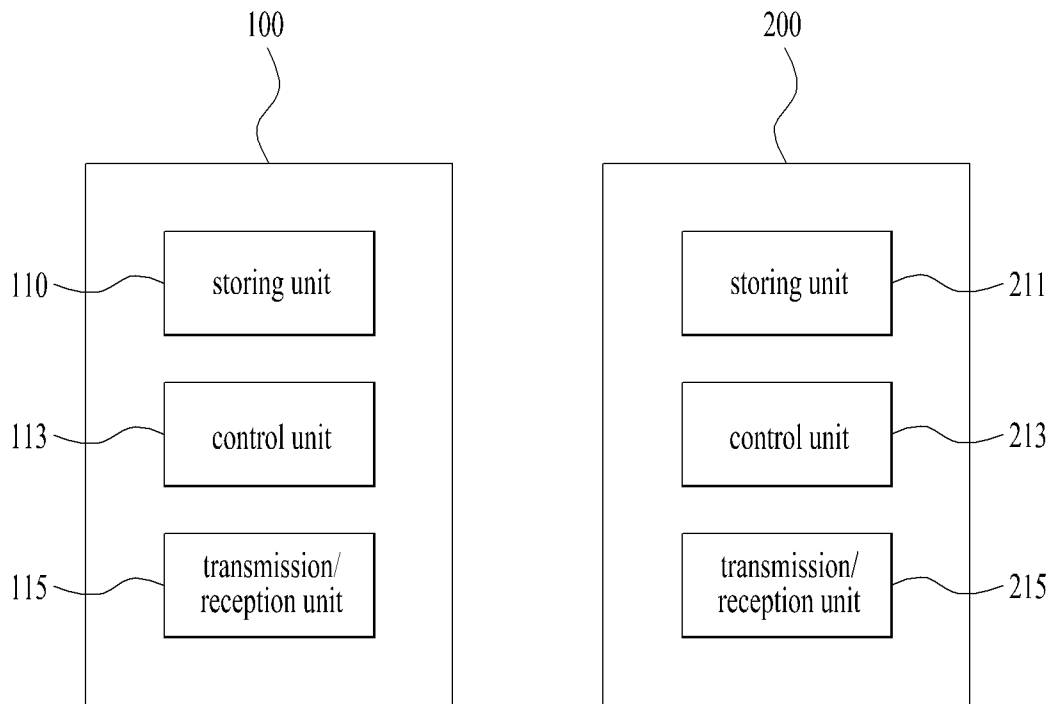 100
200
110
storing unit
storing unit
211
113
control unit
control unit
213
115
transmission/
reception unit
transmission/
reception unit
215